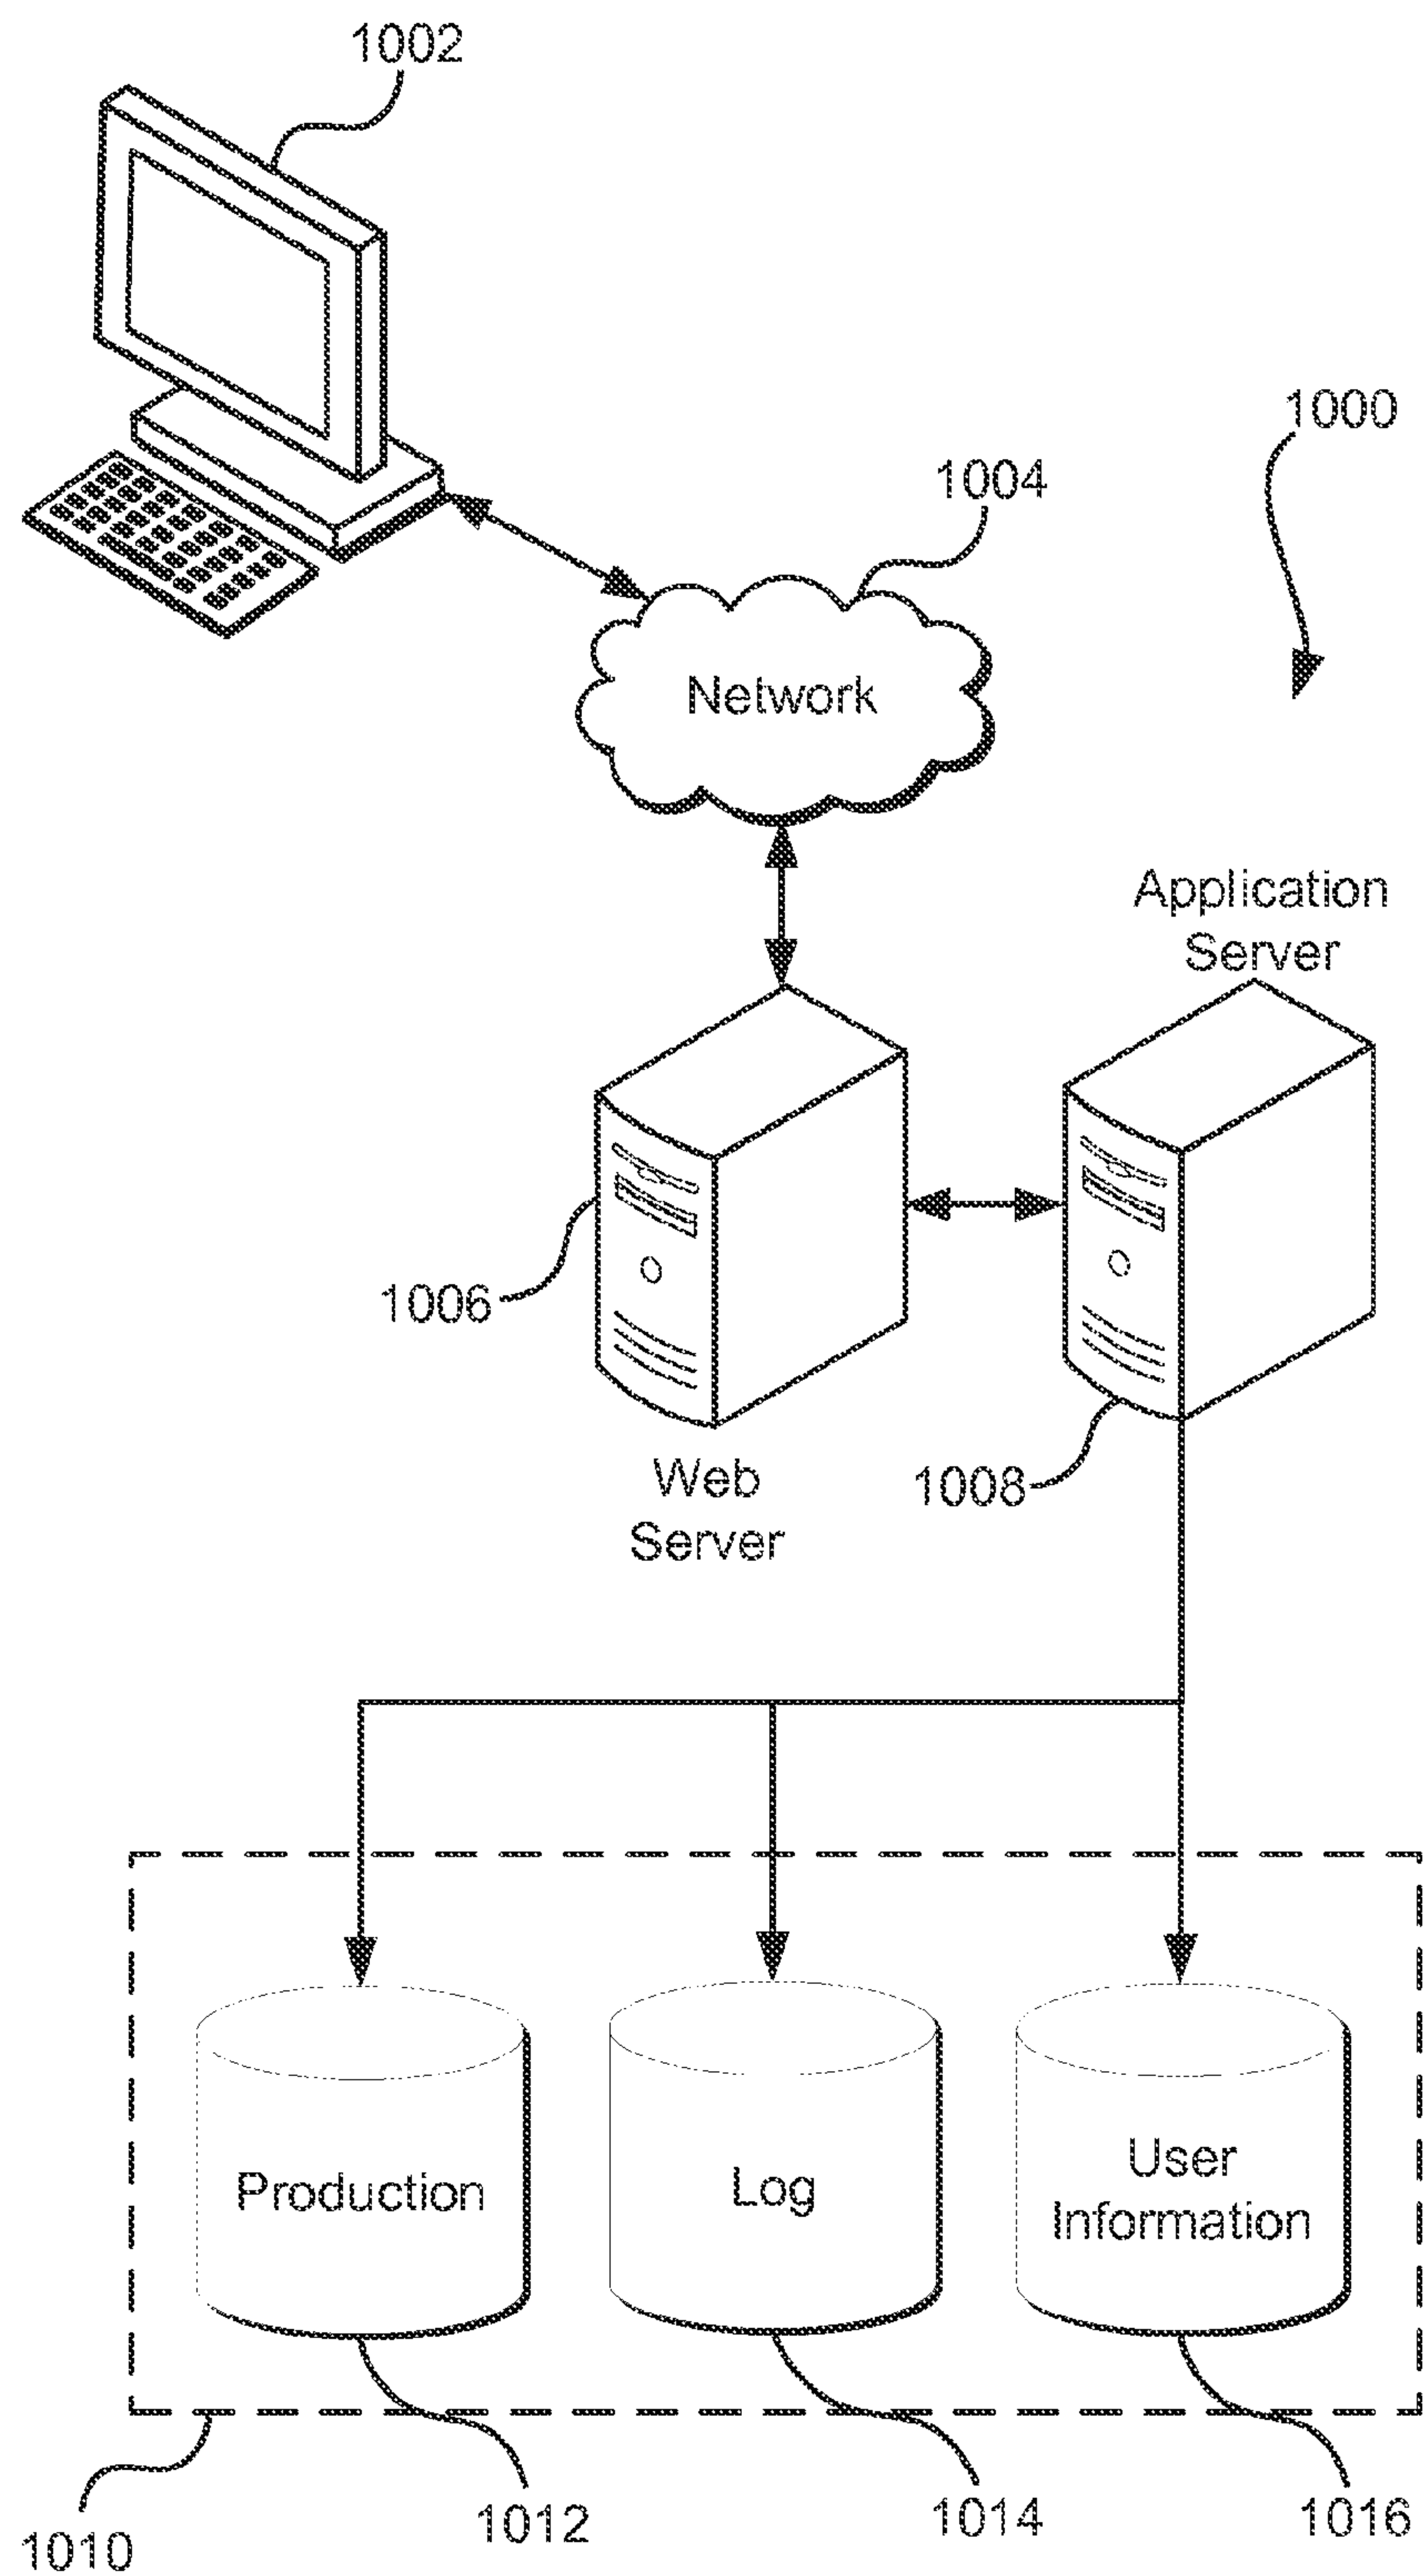 1002
1000
1004
Network
Application
Server
1006
Web
Server
1008
Production
Log
User
Information
1010
1012
1014
1016